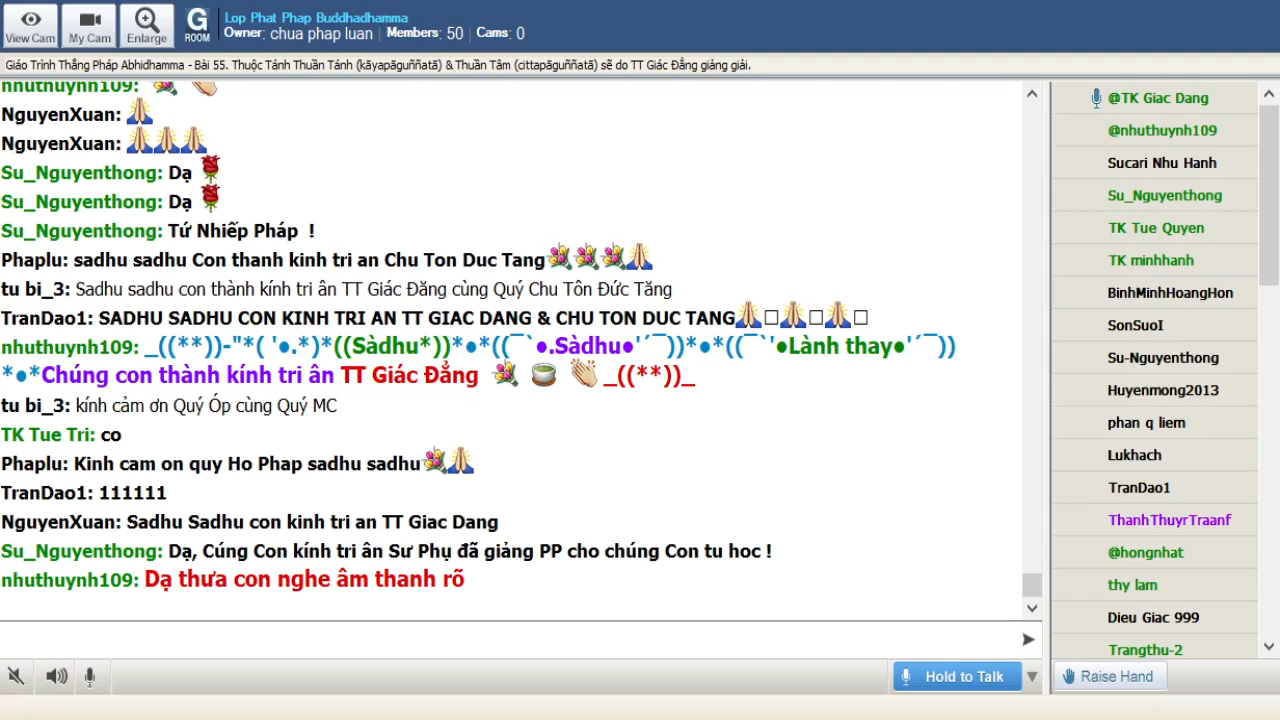 View Cam
My Cam
Enlarge
G
ROOM
Lop Phat Phap Buddhadhamma
Owner: chua phap luan | Members: 50 | Cams: 0
Giáo Trình Thắng Pháp Abhidhamma - Bài 55. Thuộc Tánh Thuần Tánh (kāyapāguññatā) & Thuần Tâm (cittapāguññatā) sẽ do TT Giác Đẳng giảng giải.
nhuthuynh109:
NguyenXuan:
NguyenXuan:
Su_Nguyenthong: Dạ
Su_Nguyenthong: Dạ
Su_Nguyenthong: Tứ Nhiếp Pháp !
Phaplu: sadhu sadhu Con thanh kinh tri an Chu Ton Duc Tang
tu bi_3: Sadhu sadhu con thành kính tri ân TT Giác Đăng cùng Quý Chu Tôn Đức Tăng
TranDao1: SADHU SADHU CON KINH TRI AN TT GIAC DANG & CHU TON DUC TANG
nhuthuynh109: _((**))-"*( '●.*)*((Sàdhu*))*●*((¯`●.Sàdhu●'´¯))*●*((¯`'●Lành thay●'´¯))
*●*Chúng con thành kính tri ân TT Giác Đẳng _((**))_
tu bi_3: kính cảm ơn Quý Óp cùng Quý MC
TK Tue Tri: co
Phaplu: Kinh cam on quy Ho Phap sadhu sadhu
TranDao1: 111111
NguyenXuan: Sadhu Sadhu con kinh tri an TT Giac Dang
Su_Nguyenthong: Dạ, Cúng Con kính tri ân Sư Phụ đã giảng PP cho chúng Con tu hoc !
nhuthuynh109: Dạ thưa con nghe âm thanh rõ
Hold to Talk
@TK Giac Dang
@nhuthuynh109
Sucari Nhu Hanh
Su_Nguyenthong
TK Tue Quyen
TK minhhanh
BinhMinhHoangHon
SonSuoI
Su-Nguyenthong
Huyenmong2013
phan q liem
Lukhach
TranDao1
ThanhThuyrTraanf
@hongnhat
thy lam
Dieu Giac 999
Trangthu-2
Raise Hand